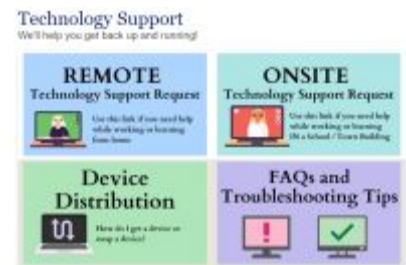 Technology Support
We'll help you get back up and running!
REMOTE
Technology Support Request
Use this link if you need help
while working or learning
from home
ONSITE
Technology Support Request
Use this link if you need help
while working or learning
IN a School / Town Building
Device
Distribution
How do I get a device or
swap a device?
FAQs and
Troubleshooting Tips